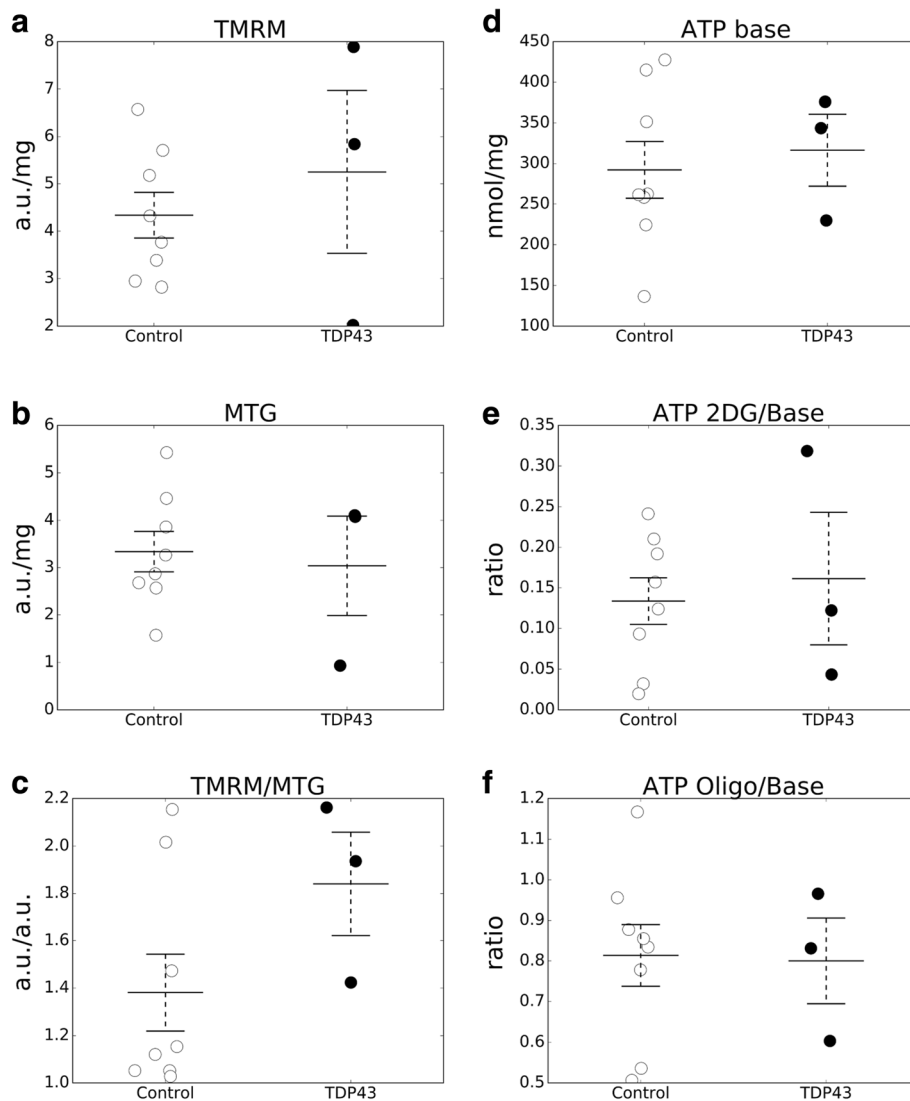 a
TMRM
a.u./mg
8
7
6
5
4
3
2
Control
TDP43
b
MTG
a.u./mg
6
5
4
3
2
1
0
Control
TDP43
c
TMRM/MTG
a.u./a.u.
2.2
2.0
1.8
1.6
1.4
1.2
1.0
Control
TDP43
d
ATP base
nmol/mg
450
400
350
300
250
200
150
100
Control
TDP43
e
ATP 2DG/Base
ratio
0.35
0.30
0.25
0.20
0.15
0.10
0.05
0.00
Control
TDP43
f
ATP Oligo/Base
ratio
1.2
1.1
1.0
0.9
0.8
0.7
0.6
0.5
Control
TDP43